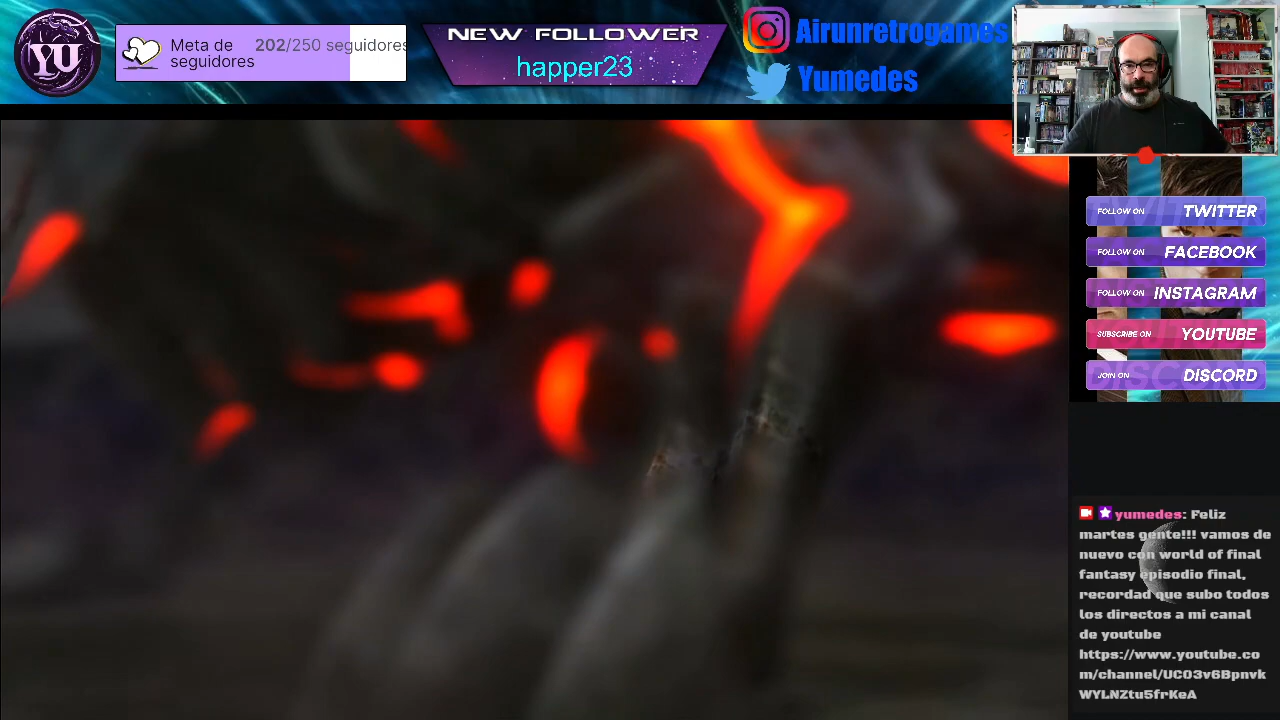 YU
Meta de
seguidores
202/250 seguidores
NEW FOLLOWER
happer23
Airunretrogames
Yumedes
FOLLOW ON TWITTER
FOLLOW ON FACEBOOK
FOLLOW ON INSTAGRAM
SUBSCRIBE ON YOUTUBE
JOIN ON DISCORD
yumedes: Feliz
martes gente!!! vamos de
nuevo con world of final
fantasy episodio final,
recordad que subo todos
los directos a mi canal
de youtube
https://www.youtube.co
m/channel/UC03v6Bpnvk
WYLNZtu5frKeA